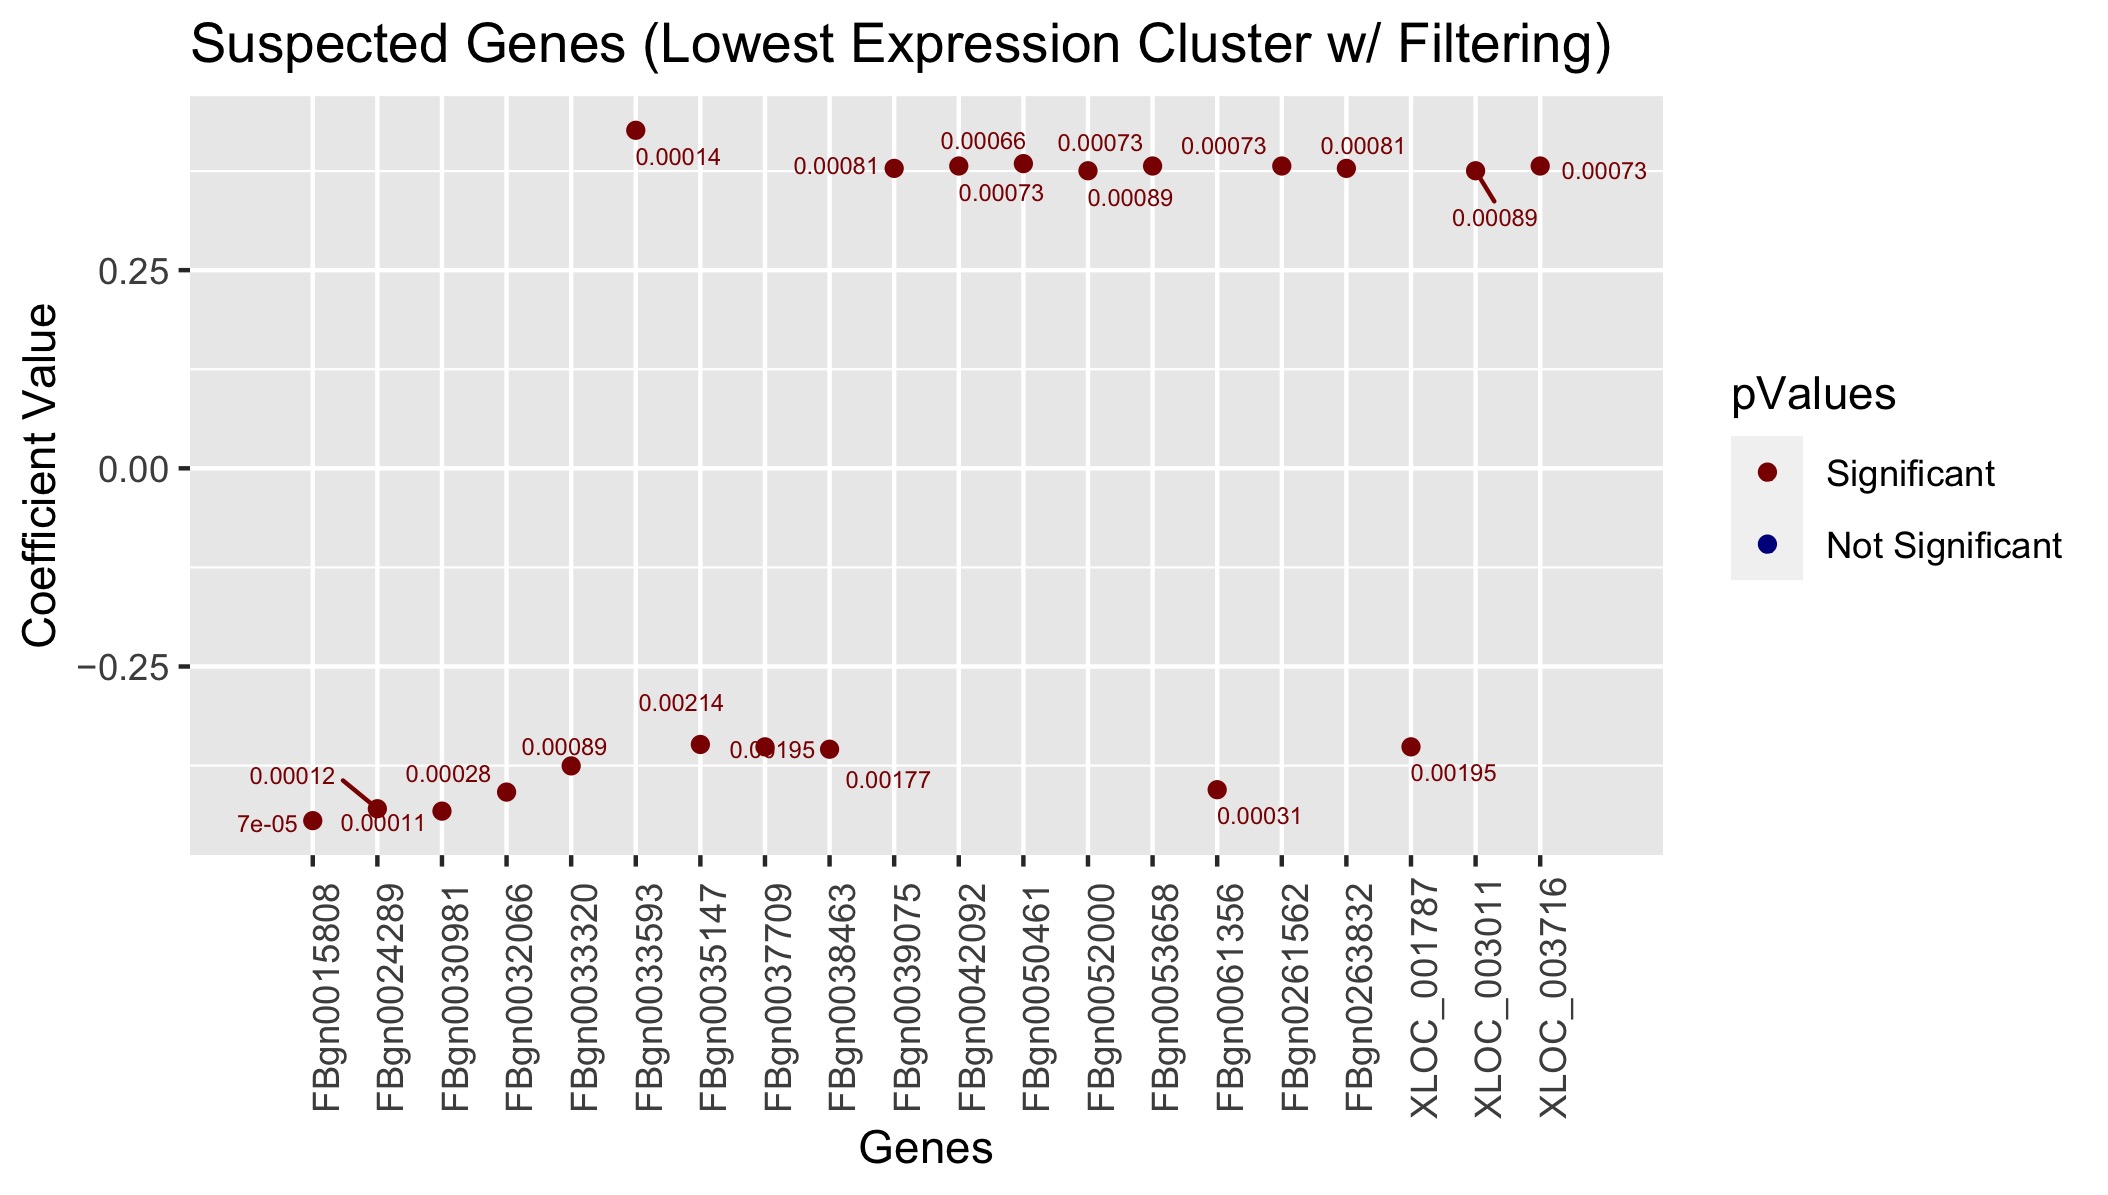 Suspected Genes (Lowest Expression Cluster w/ Filtering)
Coefficient Value
0.25
0.00
−0.25
0.00014
0.00081
0.00066
0.00073
0.00073
0.00089
0.00073
0.00081
0.00089
0.00073
0.00214
0.00089
0.00195
0.00177
0.00012
0.00028
7e-05
0.00011
0.00031
0.00195
FBgn0015808
FBgn0024289
FBgn0030981
FBgn0032066
FBgn0033320
FBgn0033593
FBgn0035147
FBgn0037709
FBgn0038463
FBgn0039075
FBgn0042092
FBgn0050461
FBgn0052000
FBgn0053658
FBgn0061356
FBgn0261562
FBgn0263832
XLOC_001787
XLOC_003011
XLOC_003716
Genes
pValues
Significant
Not Significant